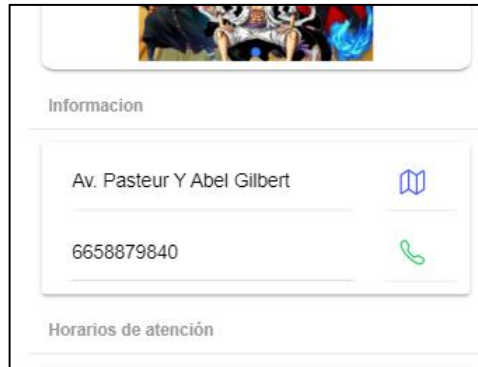 Informacion
Av. Pasteur Y Abel Gilbert
6658879840
Horarios de atención